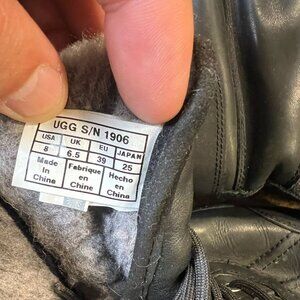 UGG S/N 1906
USA UK EU JAPAN
8 6.5 39 25
Made in China Fabrique en Chine Hecho en China